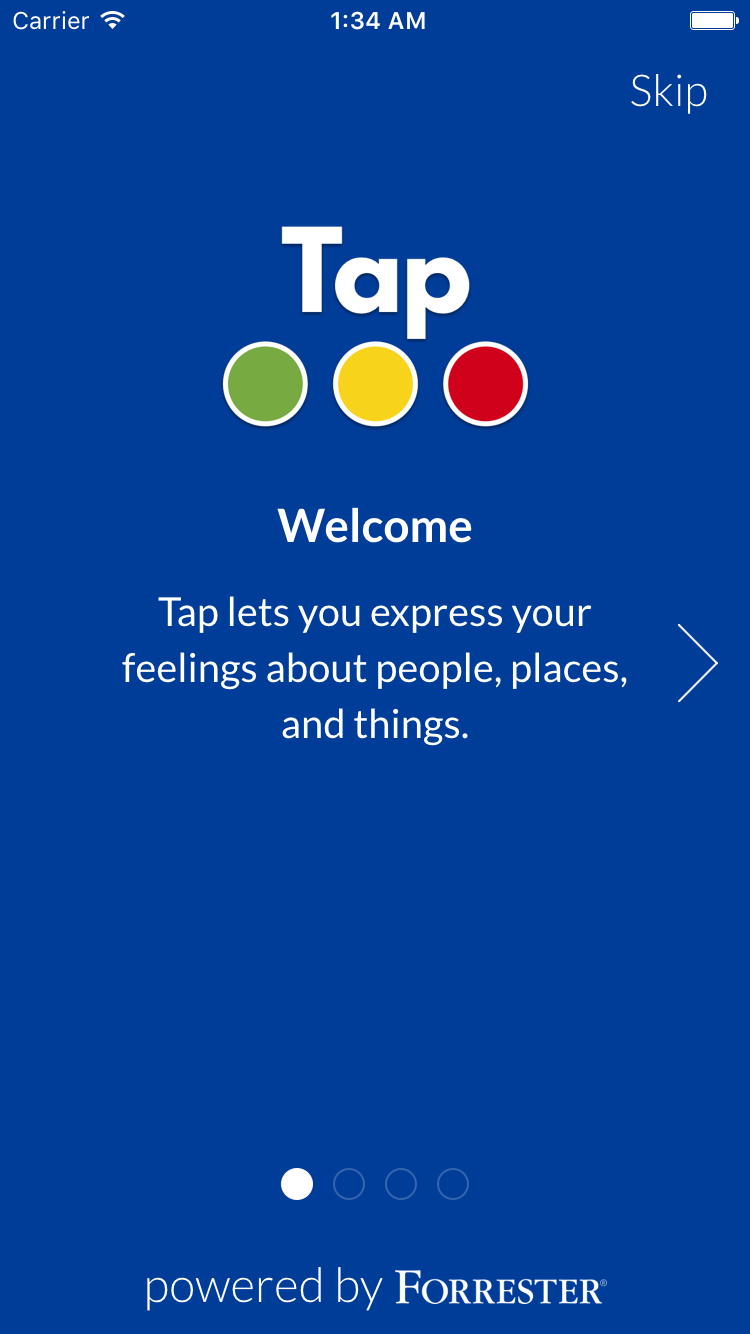 Carrier 1:34 AM
Skip
Tap
Welcome
Tap lets you express your
feelings about people, places,
and things.
powered by FORRESTER®